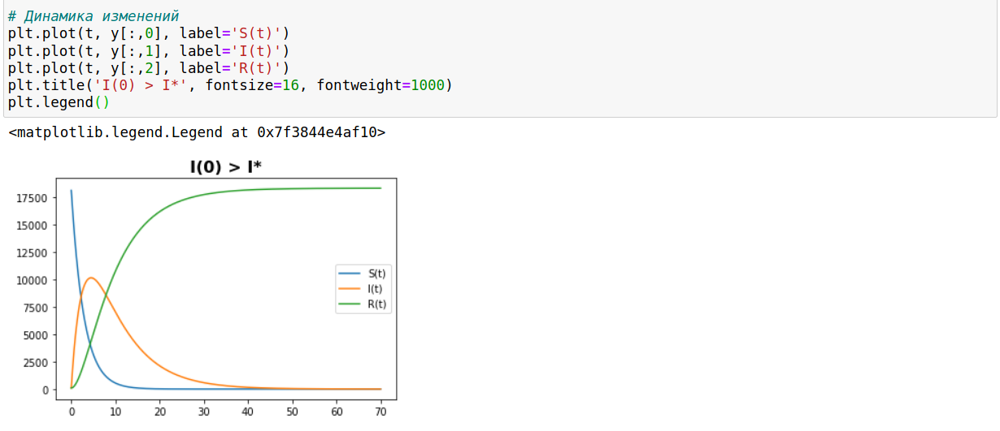 # Динамика изменений
plt.plot(t, y[:,0], label='S(t)')
plt.plot(t, y[:,1], label='I(t)')
plt.plot(t, y[:,2], label='R(t)')
plt.title('I(0) > I*', fontsize=16, fontweight=1000)
plt.legend()
<matplotlib.legend.Legend at 0x7f3844e4af10>
I(0) > I*
17500
15000
12500
10000
7500
5000
2500
0
S(t)
I(t)
R(t)
0 10 20 30 40 50 60 70